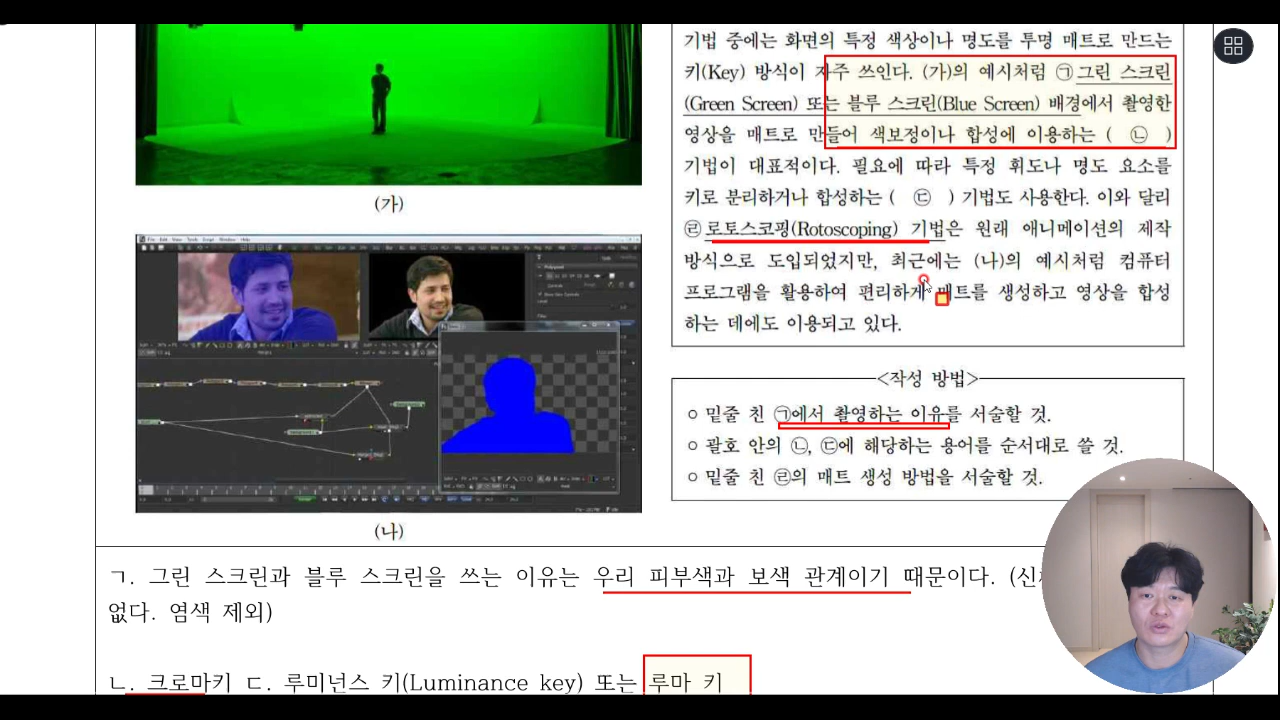 기법 중에는 화면의 특정 색상이나 명도를 투명 매트로 만드는
키(Key) 방식이 자주 쓰인다. (가)의 예시처럼 ㉠그린 스크린
(Green Screen) 또는 블루 스크린(Blue Screen) 배경에서 촬영한
영상을 매트로 만들어 색보정이나 합성에 이용하는 ( ㉡ )
기법이 대표적이다. 필요에 따라 특정 휘도나 명도 요소를
키로 분리하거나 합성하는 ( ㉢ ) 기법도 사용한다. 이와 달리
㉣로토스코핑(Rotoscoping) 기법은 원래 애니메이션의 제작
방식으로 도입되었지만, 최근에는 (나)의 예시처럼 컴퓨터
프로그램을 활용하여 편리하게 매트를 생성하고 영상을 합성
하는 데에도 이용되고 있다.
(가)
(나)
<작성 방법>
○ 밑줄 친 ㉠에서 촬영하는 이유를 서술할 것.
○ 괄호 안의 ㉡, ㉢에 해당하는 용어를 순서대로 쓸 것.
○ 밑줄 친 ㉣의 매트 생성 방법을 서술할 것.
ㄱ. 그린 스크린과 블루 스크린을 쓰는 이유는 우리 피부색과 보색 관계이기 때문이다.
없다. 염색 제외)
ㄴ. 크로마키 ㄷ. 루미넌스 키(Luminance key) 또는 루마 키